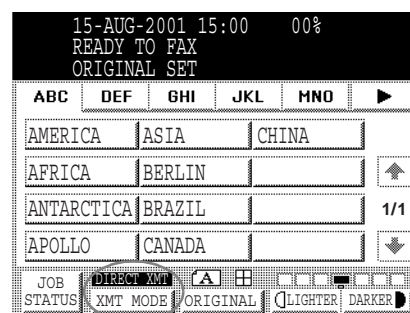 15-AUG-2001 15:00 00%
READY TO FAX
ORIGINAL SET
ABC DEF GHI JKL MNO
AMERICA ASIA CHINA
AFRICA BERLIN
ANTARCTICA BRAZIL 1/1
APOLLO CANADA
DIRECT XMT A
JOB STATUS XMT MODE ORIGINAL LIGHTER DARKER